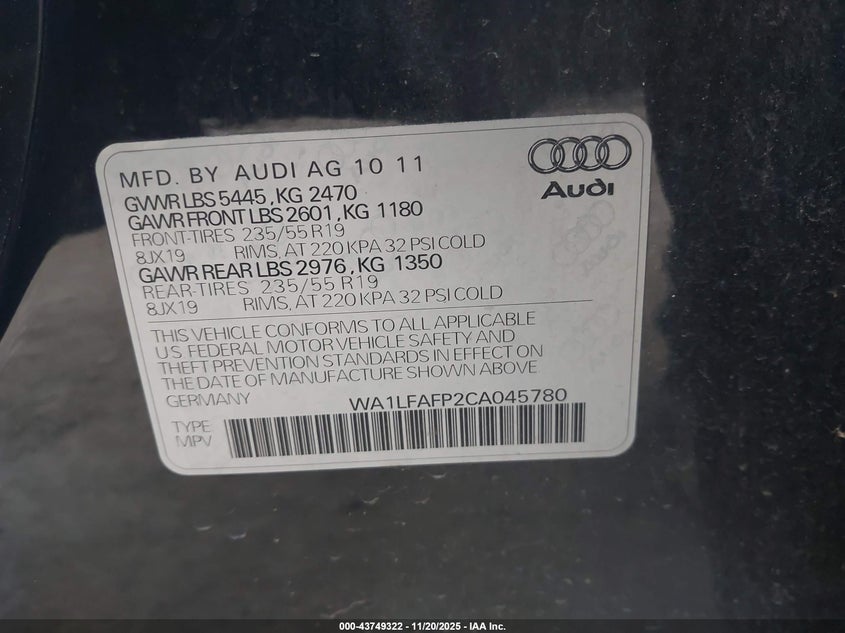 MFD. BY AUDI AG 10 11
GVWR LBS 5445, KG 2470
GAWR FRONT LBS 2601, KG 1180
FRONT-TIRES 235/55 R19
8JX19 RIMS, AT 220 KPA 32 PSI COLD
GAWR REAR LBS 2976, KG 1350
REAR-TIRES 235/55 R19
8JX19 RIMS, AT 220 KPA 32 PSI COLD
Audi
THIS VEHICLE CONFORMS TO ALL APPLICABLE
U.S. FEDERAL MOTOR VEHICLE SAFETY AND
THEFT PREVENTION STANDARDS IN EFFECT ON
THE DATE OF MANUFACTURE SHOWN ABOVE
GERMANY WA1LFAFP2CA045780
TYPE
MPV
000-43749322 - 11/20/2025 - IAA Inc.